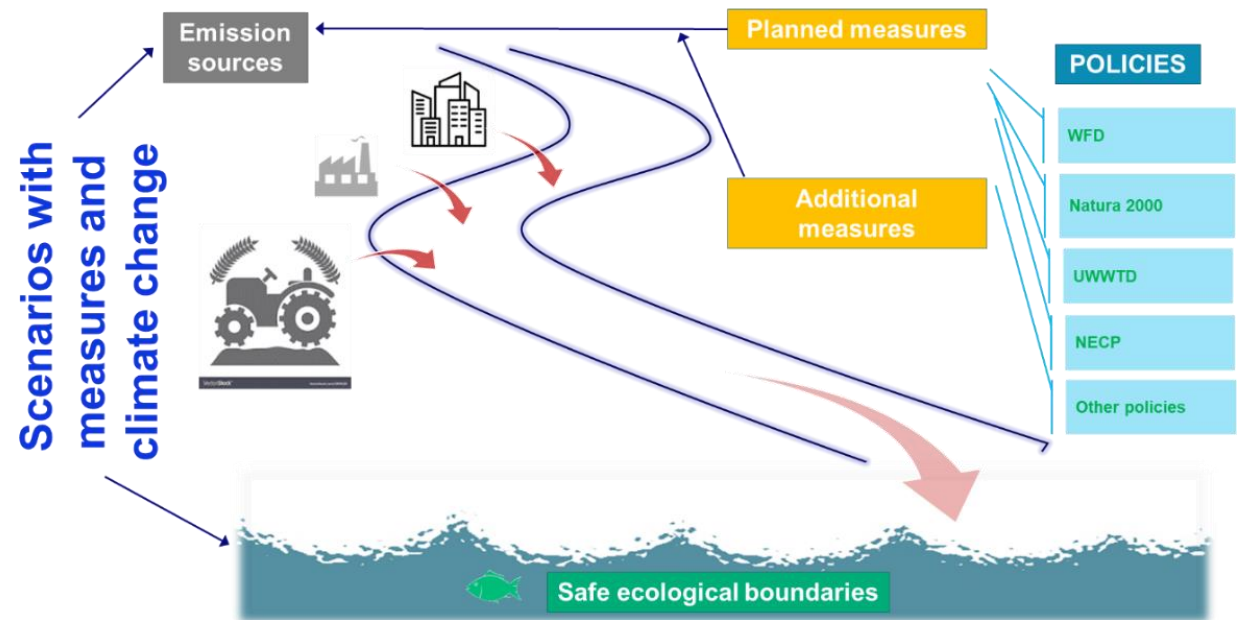 Emission
sources
Planned measures
POLICIES
WFD
Additional
measures
Natura 2000
UWWTD
NECP
Other policies
Scenarios with
measures and
climate change
VectorStock
Safe ecological boundaries